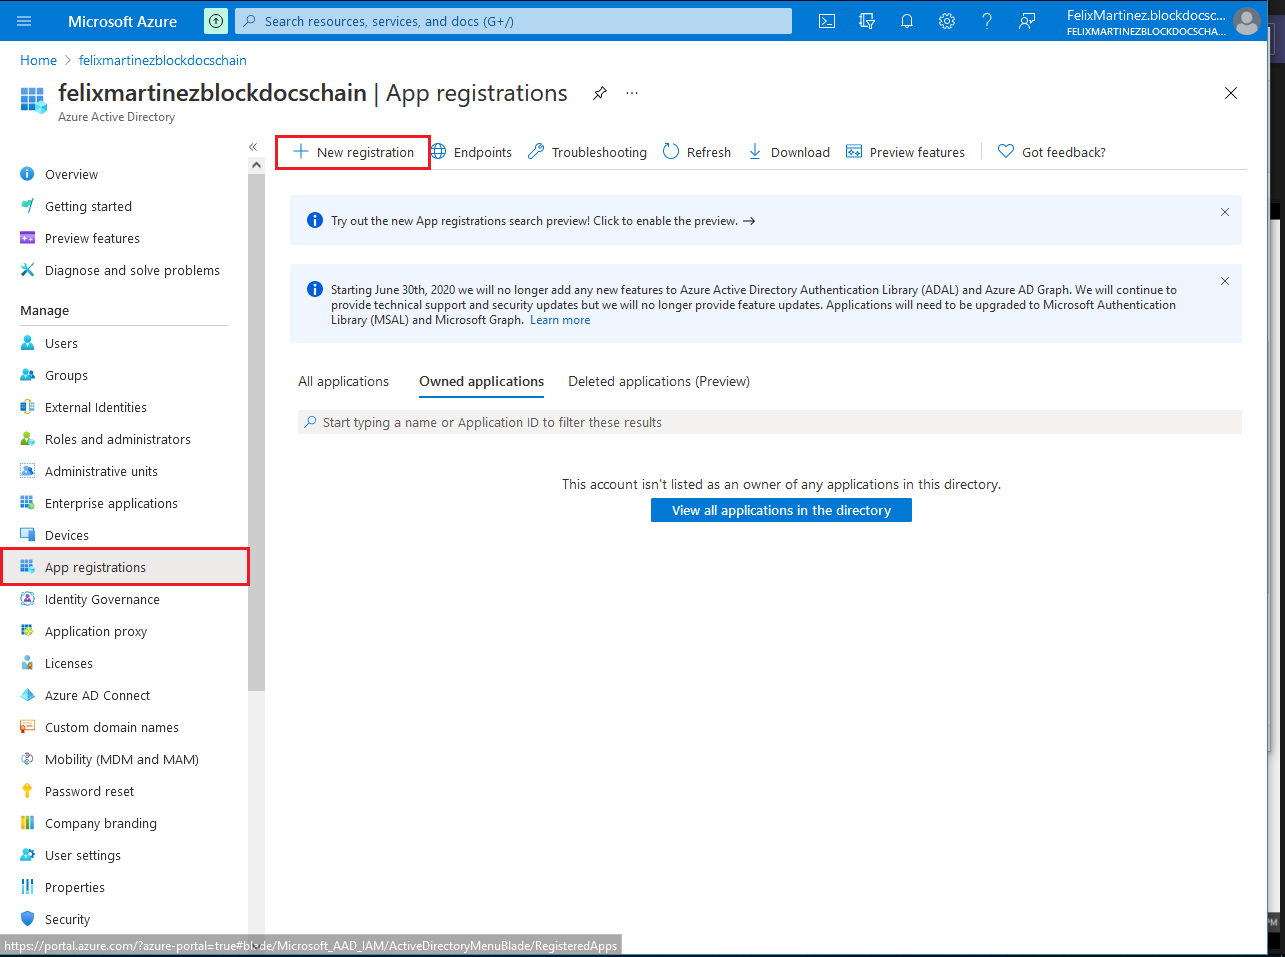 Microsoft Azure
Search resources, services, and docs (G+/)
FelixMartinez.blockdocsc...
FELIXMARTINEZBLOCKDOCSCHA...
Home > felixmartinezblockdocschain
felixmartinezblockdocschain | App registrations
Azure Active Directory
Overview
Getting started
Preview features
Diagnose and solve problems
Manage
Users
Groups
External Identities
Roles and administrators
Administrative units
Enterprise applications
Devices
App registrations
Identity Governance
Application proxy
Licenses
Azure AD Connect
Custom domain names
Mobility (MDM and MAM)
Password reset
Company branding
User settings
Properties
Security
New registration Endpoints Troubleshooting Refresh Download Preview features Got feedback?
Try out the new App registrations search preview! Click to enable the preview. →
Starting June 30th, 2020 we will no longer add any new features to Azure Active Directory Authentication Library (ADAL) and Azure AD Graph. We will continue to
provide technical support and security updates but we will no longer provide feature updates. Applications will need to be upgraded to Microsoft Authentication
Library (MSAL) and Microsoft Graph. Learn more
All applications Owned applications Deleted applications (Preview)
Start typing a name or Application ID to filter these results
This account isn't listed as an owner of any applications in this directory.
View all applications in the directory
https://portal.azure.com/?azure-portal=true#blade/Microsoft_AAD_IAM/ActiveDirectoryMenuBlade/RegisteredApps
PM